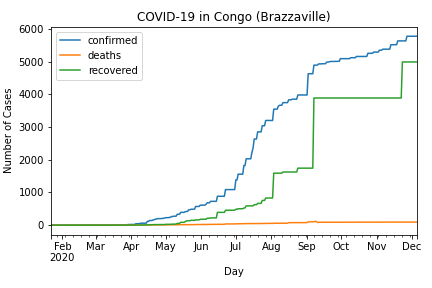 COVID-19 in Congo (Brazzaville)
confirmed
deaths
recovered
Number of Cases
6000
5000
4000
3000
2000
1000
0
Feb Mar Apr May Jun Jul Aug Sep Oct Nov Dec
2020
Day